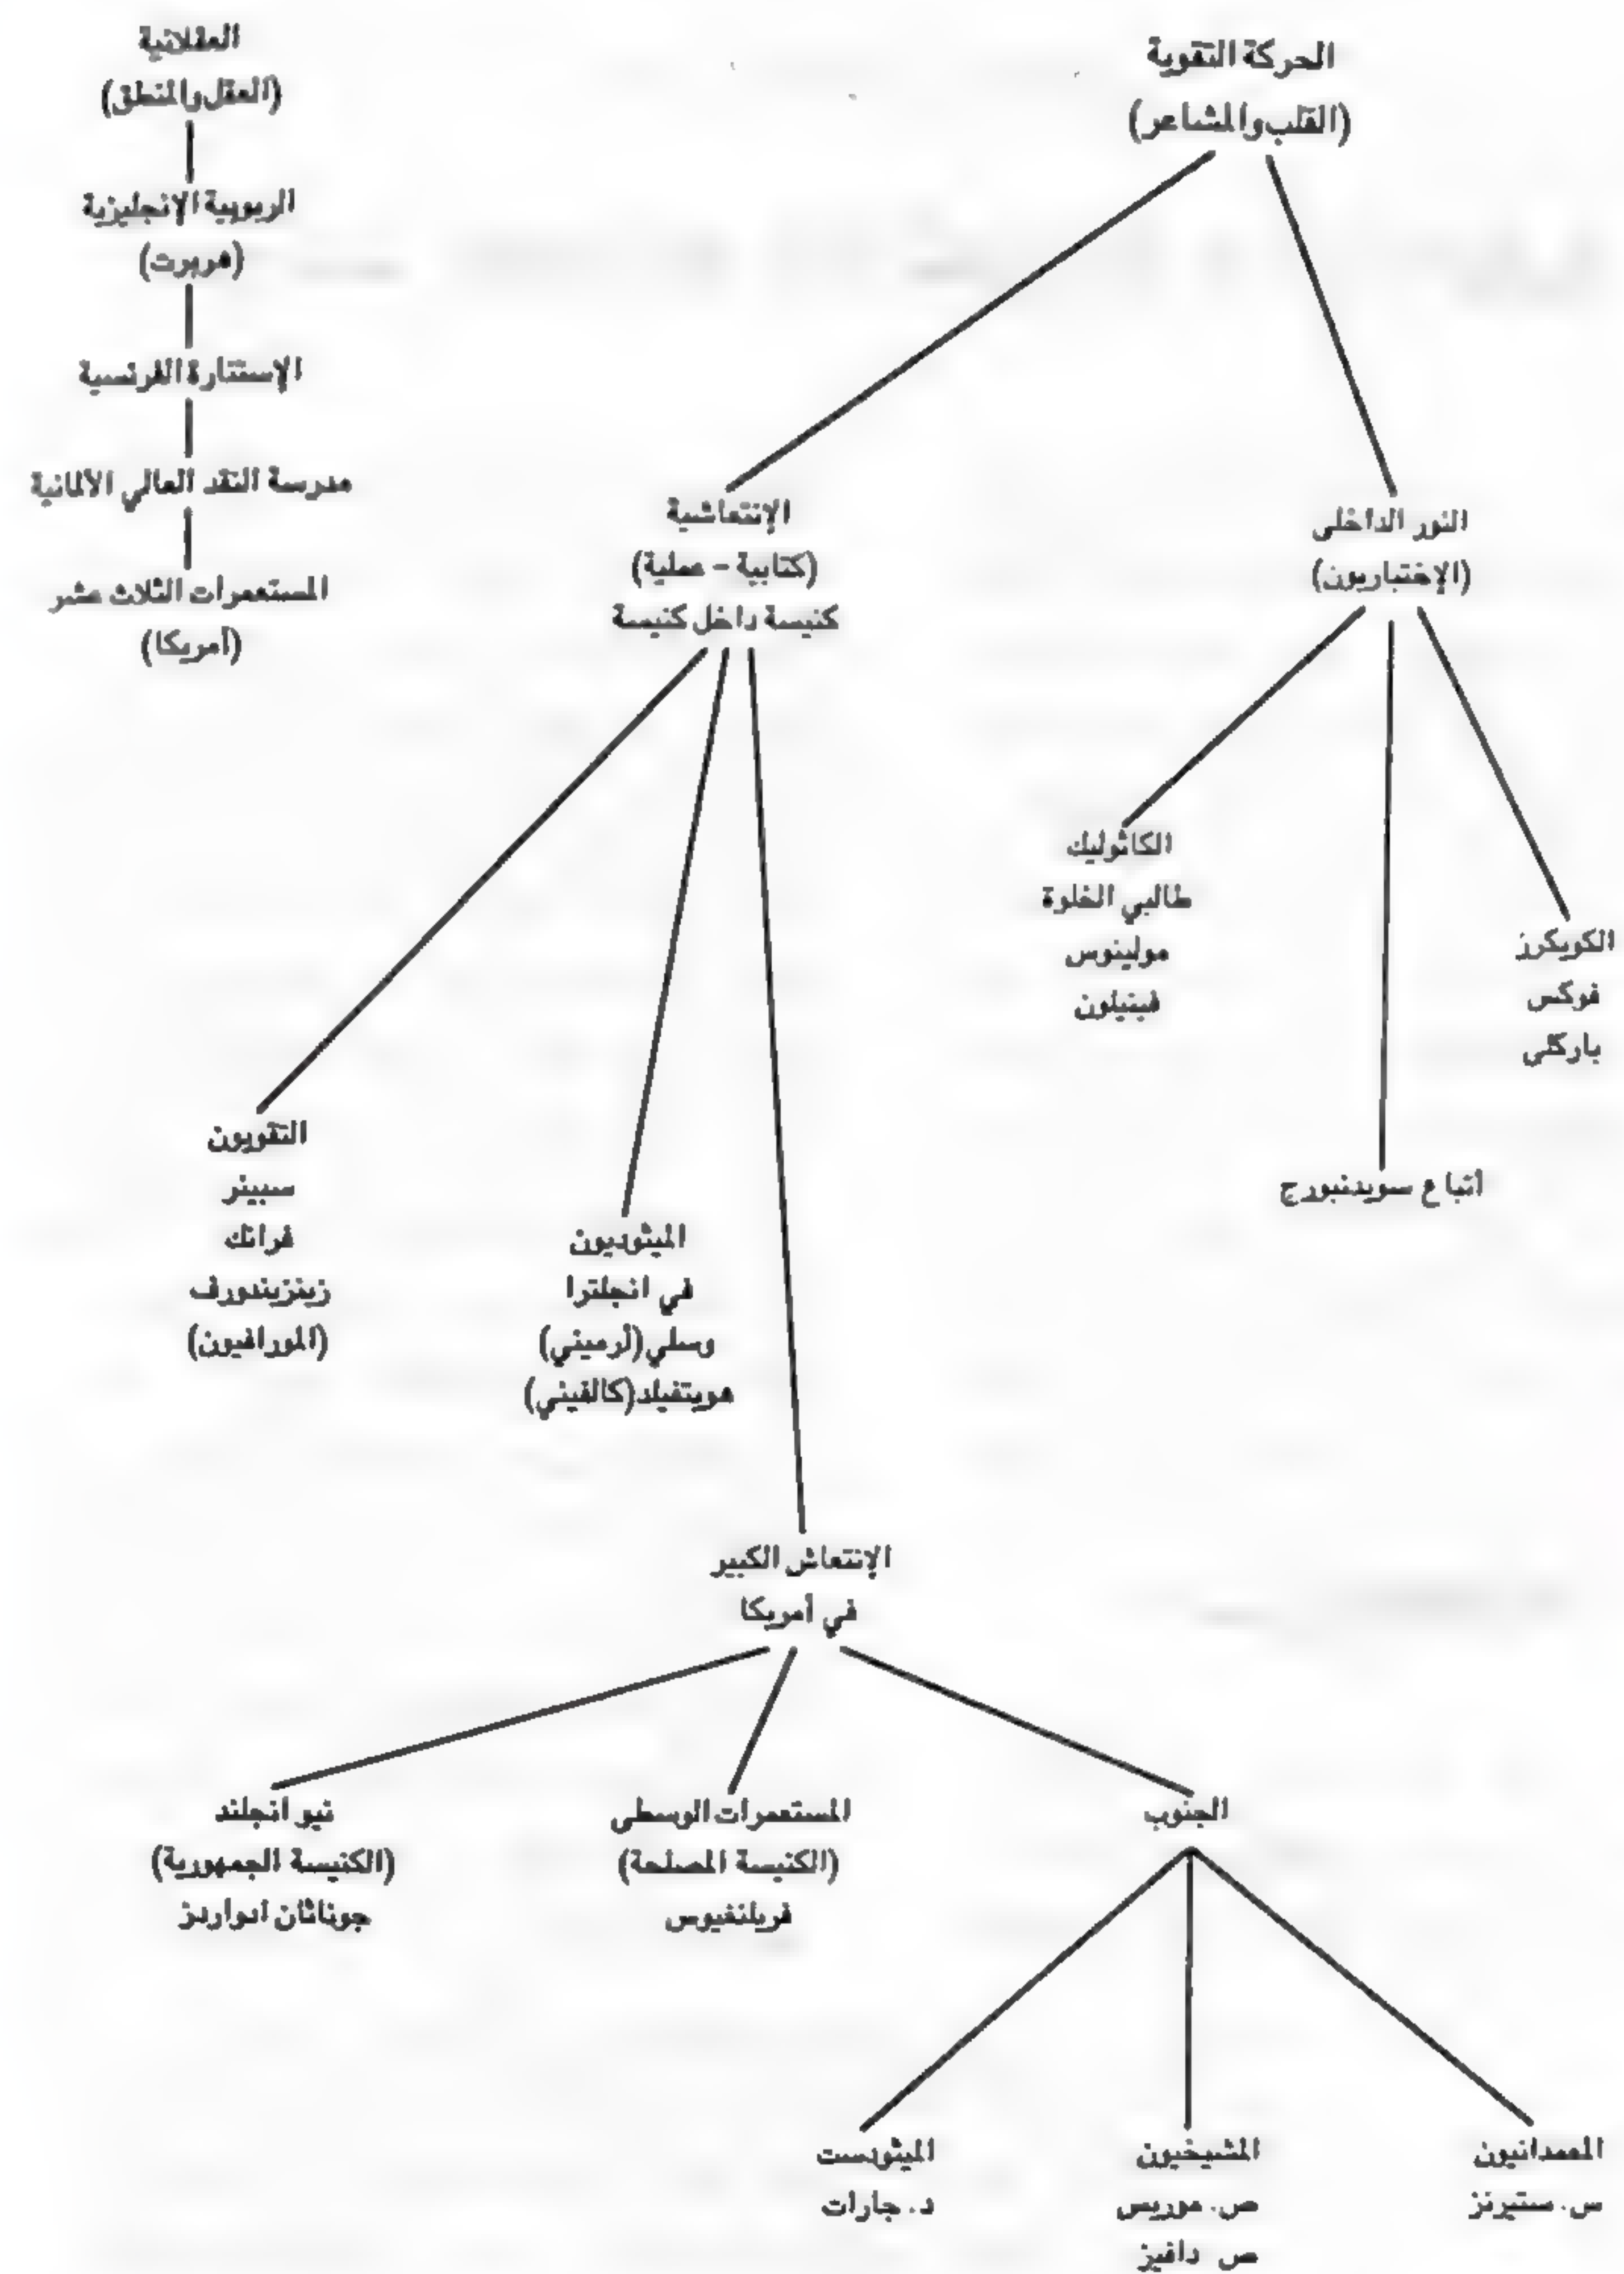 الحركة التقوية
(القلب والمشاعر)
العقلانية
(العقل والمنطق)
الربوبية الإنجليزية
(هربرت)
الإستنارة الفرنسية
مدرسة النقد العالي الألمانية
المستعمرات الثلاث عشر
(أمريكا)
النور الداخلى
(الإختباريون)
الإنتعاشية
(كتابية - عملية)
كنيسة داخل كنيسة
الكويكرز
فوكس
باركلى
أتباع سويدنبورج
الكاثوليك
طالبي الخلوة
مولينوس
فينيلون
التقويون
سبينر
فرانك
زينزيندورف
(المورافيون)
الميثوديون
في انجلترا
وسلي (أرميني)
هويتفيلد (كالفيني)
الإنتعاش الكبير
في أمريكا
الجنوب
المستعمرات الوسطى
(الكنيسة المصلحة)
فريلنغيوس
نيو انجلند
(الكنيسة الجمهورية)
جوناثان ادواردز
المعمدانيون
س. ستيرنز
المشيخيون
ص. موريس
ص دافيز
الميثودست
د. جارات